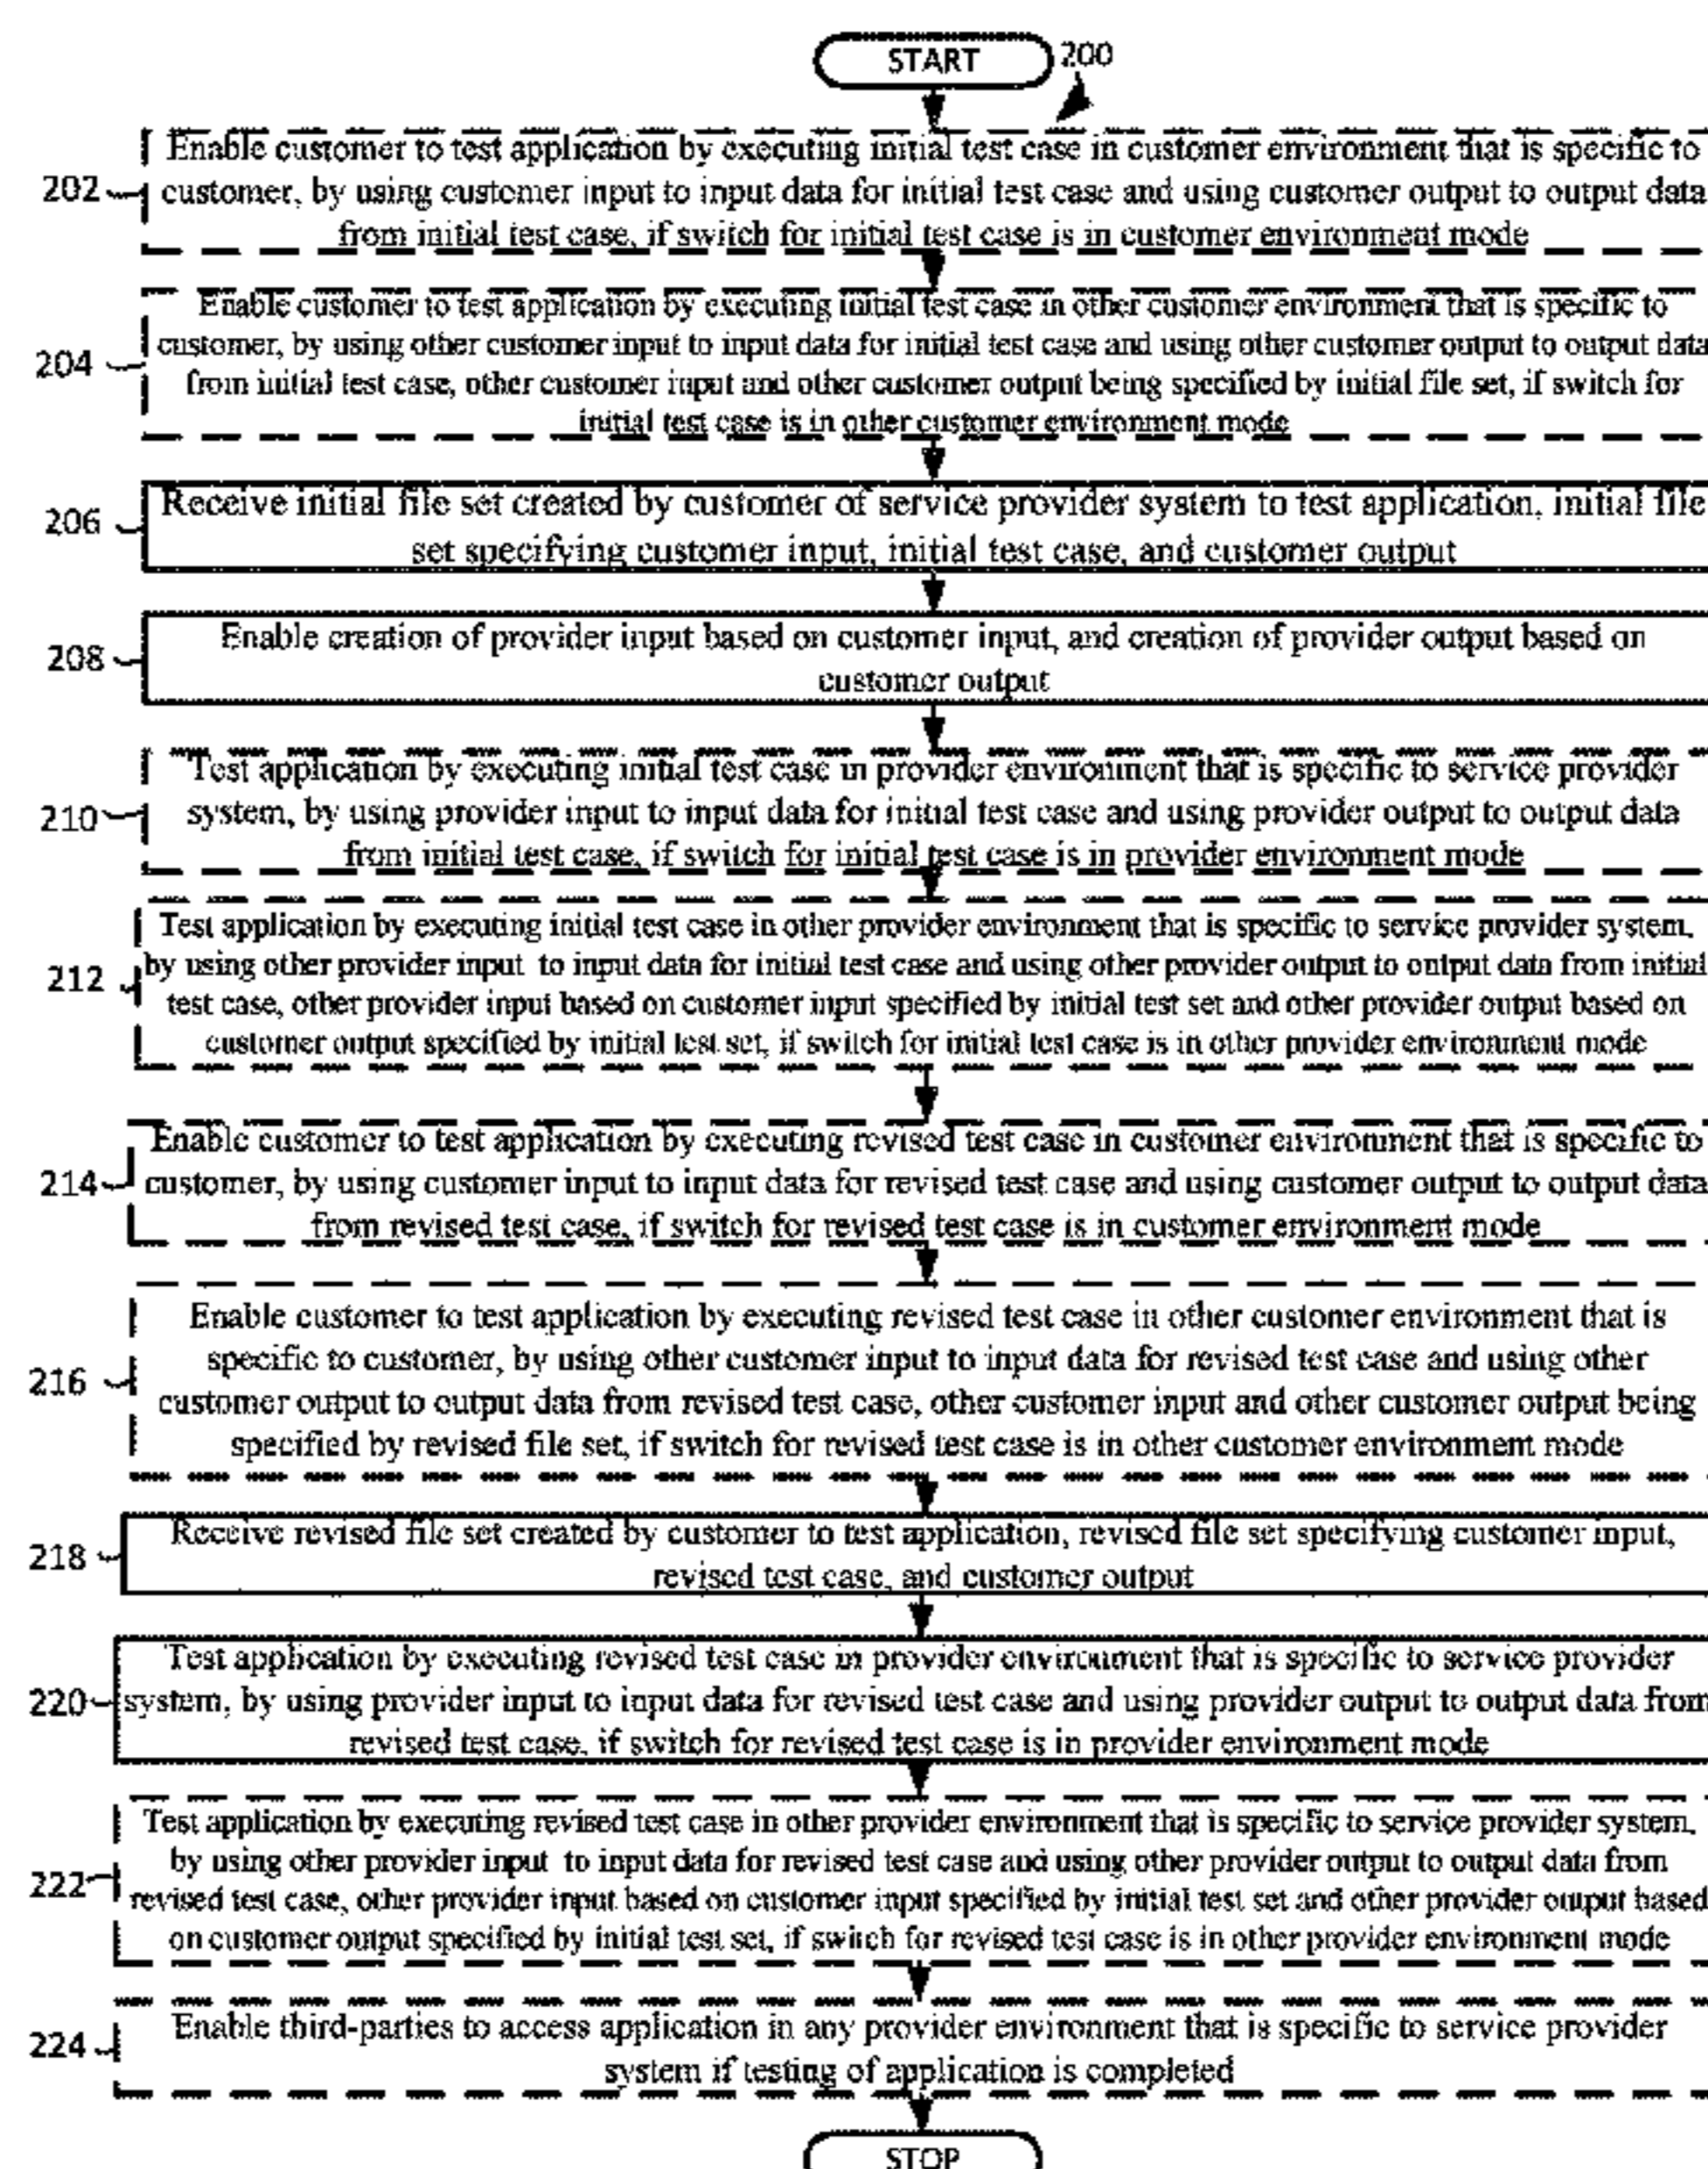 START
200
202
Enable customer to test application by executing initial test case in customer environment that is specific to
customer, by using customer input to input data for initial test case and using customer output to output data
from initial test case, if switch for initial test case is in customer environment mode
204
Enable customer to test application by executing initial test case in other customer environment that is specific to
customer, by using other customer input to input data for initial test case and using other customer output to output data
from initial test case, other customer input and other customer output being specified by initial file set, if switch for
initial test case is in other customer environment mode
206
Receive initial file set created by customer of service provider system to test application, initial file
set specifying customer input, initial test case, and customer output
208
Enable creation of provider input based on customer input, and creation of provider output based on
customer output
210
Test application by executing initial test case in provider environment that is specific to service provider
system, by using provider input to input data for initial test case and using provider output to output data
from initial test case, if switch for initial test case is in provider environment mode
212
Test application by executing initial test case in other provider environment that is specific to service provider system,
by using other provider input to input data for initial test case and using other provider output to output data from initial
test case, other provider input based on customer input specified by initial test set and other provider output based on
customer output specified by initial test set, if switch for initial test case is in other provider environment mode
214
Enable customer to test application by executing revised test case in customer environment that is specific to
customer, by using customer input to input data for revised test case and using customer output to output data
from revised test case, if switch for revised test case is in customer environment mode
216
Enable customer to test application by executing revised test case in other customer environment that is
specific to customer, by using other customer input to input data for revised test case and using other
customer output to output data from revised test case, other customer input and other customer output being
specified by revised file set, if switch for revised test case is in other customer environment mode
218
Receive revised file set created by customer to test application, revised file set specifying customer input,
revised test case, and customer output
220
Test application by executing revised test case in provider environment that is specific to service provider
system, by using provider input to input data for revised test case and using provider output to output data from
revised test case, if switch for revised test case is in provider environment mode
222
Test application by executing revised test case in other provider environment that is specific to service provider system,
by using other provider input to input data for revised test case and using other provider output to output data from
revised test case, other provider input based on customer input specified by initial test set and other provider output based
on customer output specified by initial test set, if switch for revised test case is in other provider environment mode
224
Enable third-parties to access application in any provider environment that is specific to service provider
system if testing of application is completed
STOP